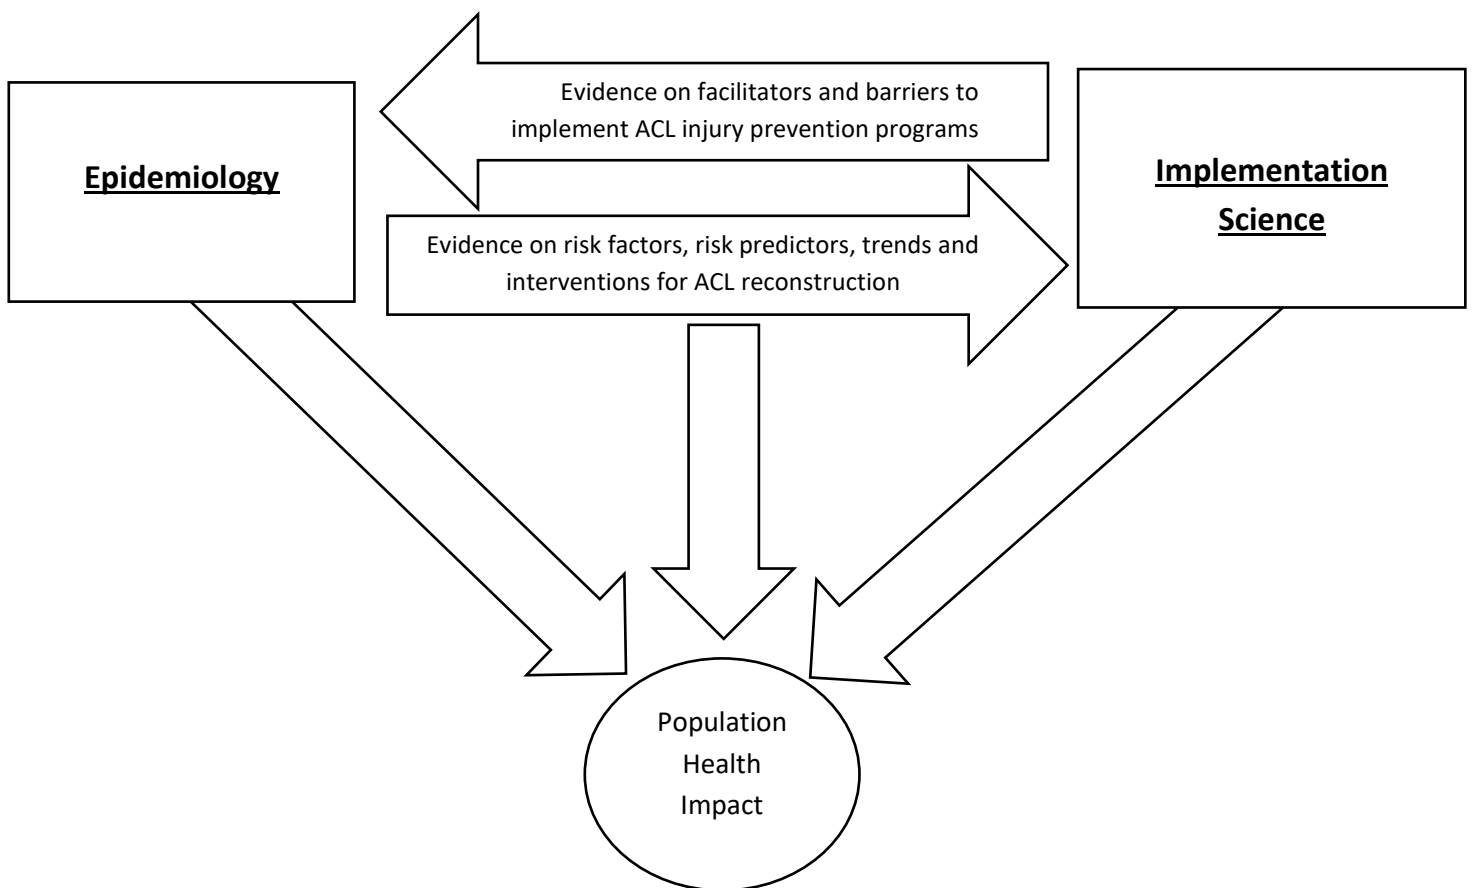 Evidence on facilitators and barriers to
implement ACL injury prevention programs
Epidemiology
Implementation
Science
Evidence on risk factors, risk predictors, trends and
interventions for ACL reconstruction
Population
Health
Impact